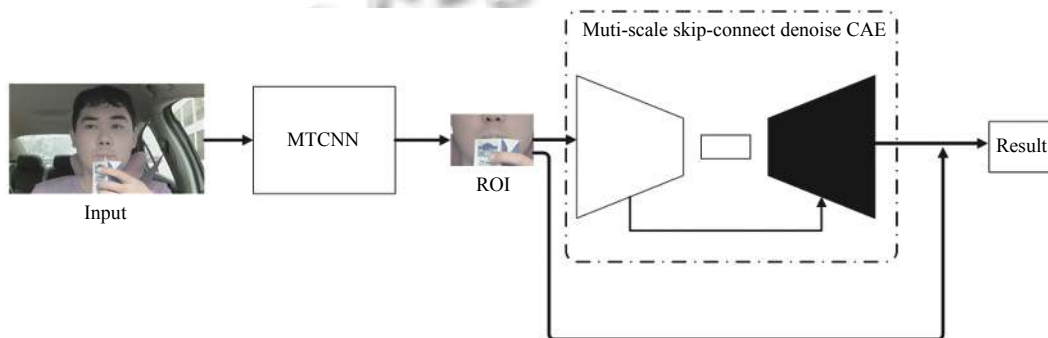 Muti-scale skip-connect denoise CAE
MTCNN
Result
ROI
Input